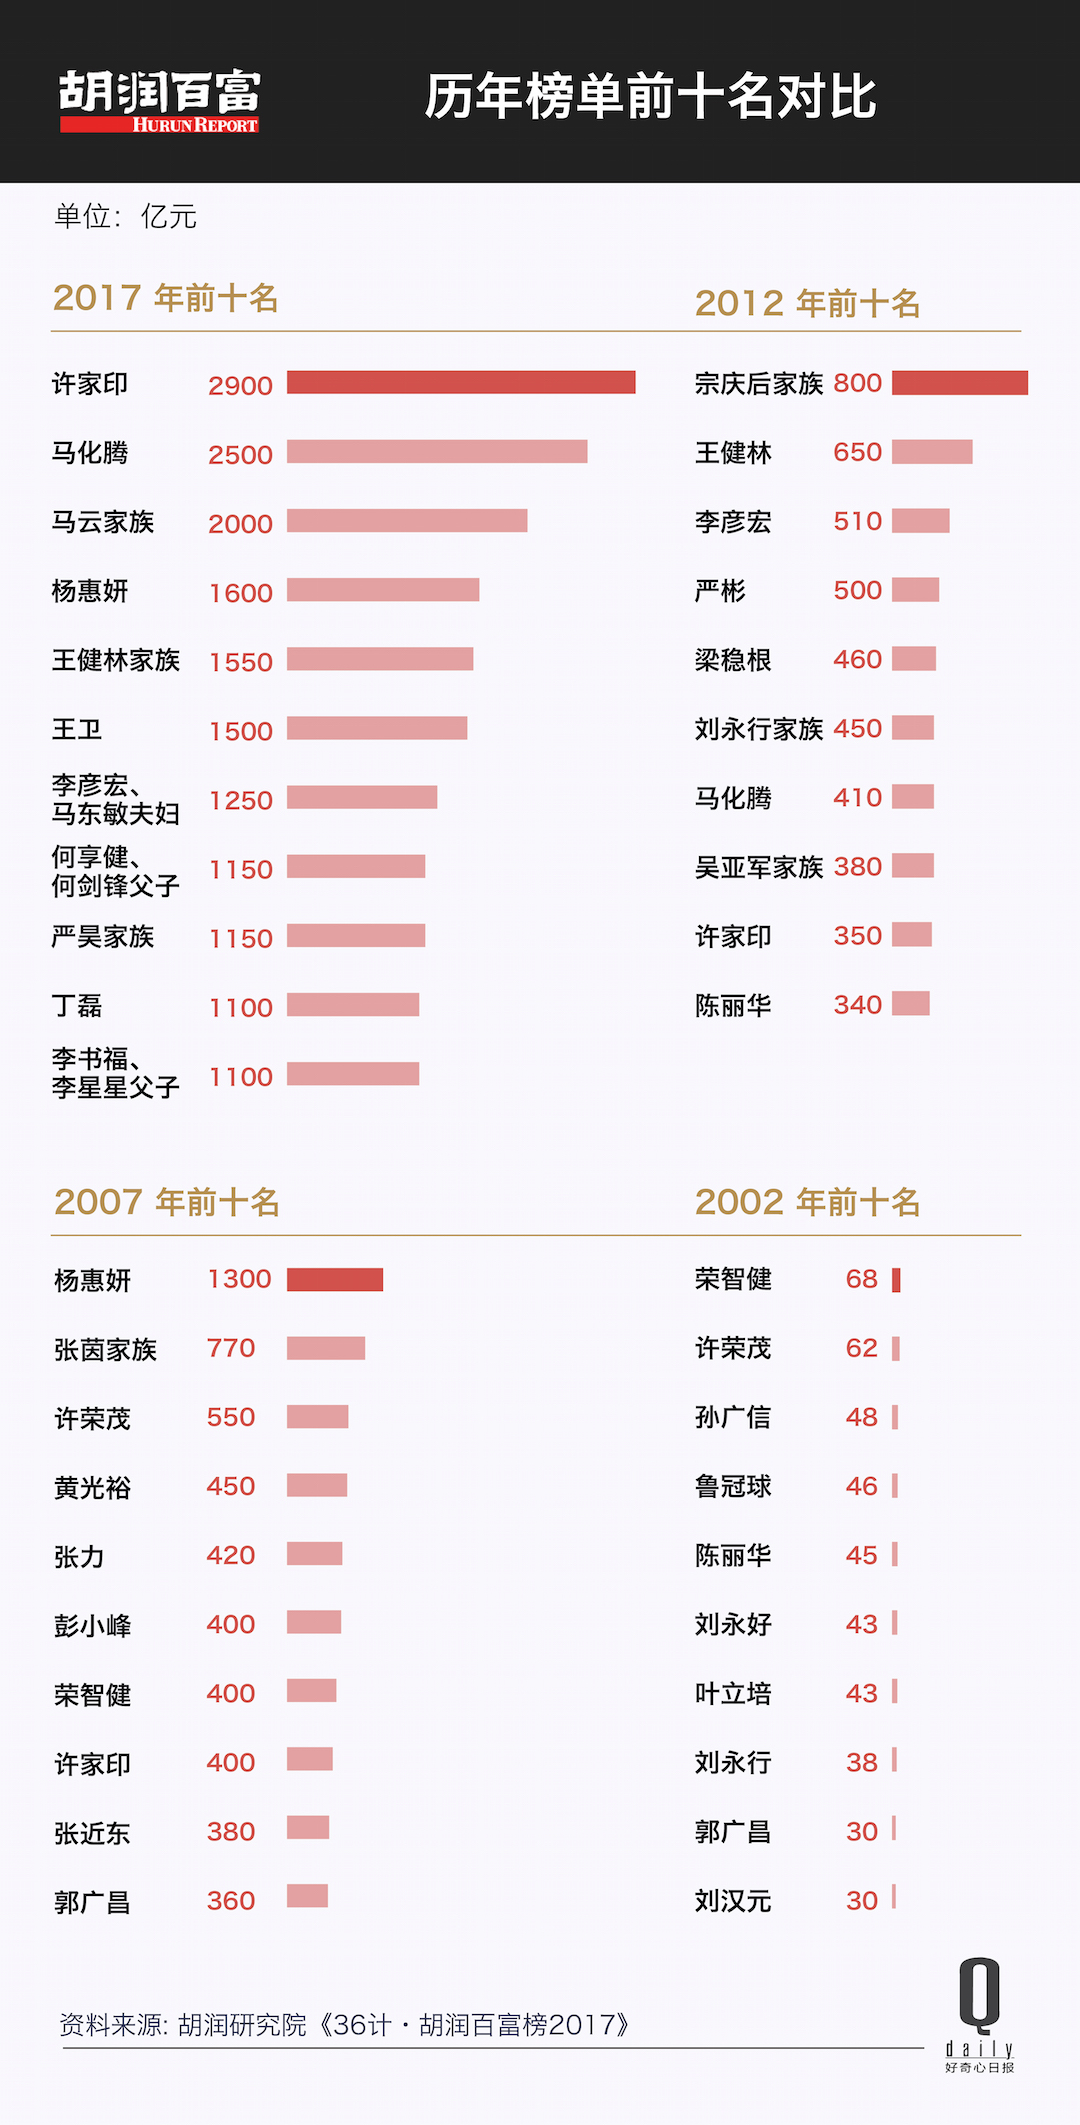 胡润百富
HURUN REPORT
历年榜单前十名对比
单位：亿元
2017 年前十名
许家印 2900
马化腾 2500
马云家族 2000
杨惠妍 1600
王健林家族 1550
王卫 1500
李彦宏、
马东敏夫妇 1250
何享健、
何剑锋父子 1150
严昊家族 1150
丁磊 1100
李书福、
李星星父子 1100
2012 年前十名
宗庆后家族 800
王健林 650
李彦宏 510
严彬 500
梁稳根 460
刘永行家族 450
马化腾 410
吴亚军家族 380
许家印 350
陈丽华 340
2007 年前十名
杨惠妍 1300
张茵家族 770
许荣茂 550
黄光裕 450
张力 420
彭小峰 400
荣智健 400
许家印 400
张近东 380
郭广昌 360
2002 年前十名
荣智健 68
许荣茂 62
孙广信 48
鲁冠球 46
陈丽华 45
刘永好 43
叶立培 43
刘永行 38
郭广昌 30
刘汉元 30
资料来源: 胡润研究院《36计·胡润百富榜2017》
Q
daily
好奇心日报